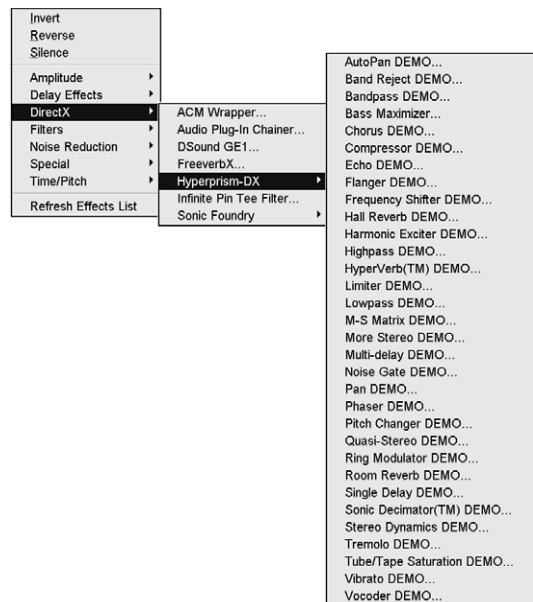 Invert
Reverse
Silence
Amplitude
Delay Effects
DirectX
Filters
Noise Reduction
Special
Time/Pitch
Refresh Effects List
ACM Wrapper...
Audio Plug-In Chainer...
DSound GE1...
FreeverbX...
Hyperprism-DX
Infinite Pin Tee Filter...
Sonic Foundry
AutoPan DEMO...
Band Reject DEMO...
Bandpass DEMO...
Bass Maximizer...
Chorus DEMO...
Compressor DEMO...
Echo DEMO...
Flanger DEMO...
Frequency Shifter DEMO...
Hall Reverb DEMO...
Harmonic Exciter DEMO...
Highpass DEMO...
HyperVerb(TM) DEMO...
Limiter DEMO...
Lowpass DEMO...
M-S Matrix DEMO...
More Stereo DEMO...
Multi-delay DEMO...
Noise Gate DEMO...
Pan DEMO...
Phaser DEMO...
Pitch Changer DEMO...
Quasi-Stereo DEMO...
Ring Modulator DEMO...
Room Reverb DEMO...
Single Delay DEMO...
Sonic Decimator(TM) DEMO...
Stereo Dynamics DEMO...
Tremolo DEMO...
Tube/Tape Saturation DEMO...
Vibrato DEMO...
Vocoder DEMO...